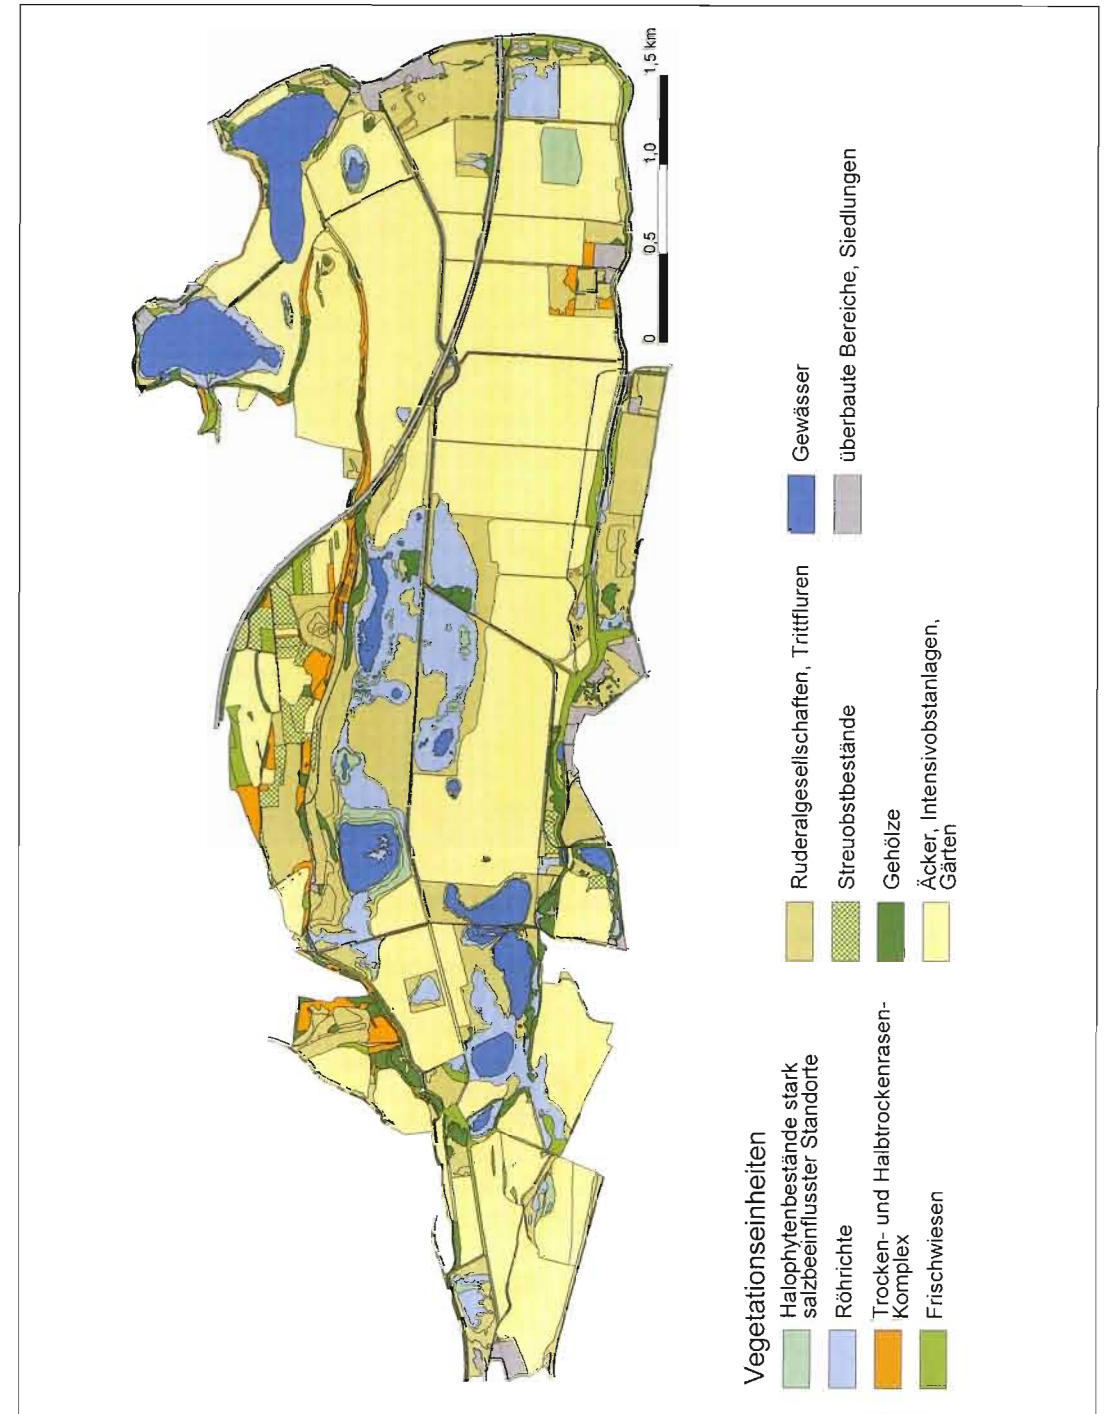 0 0,5 1,0 1,5 km
Vegetationseinheiten
Halophytenbestände stark
salzbeeinflusster Standorte
Röhrichte
Trocken- und Halbtrockenrasen-
Komplex
Frischwiesen
Ruderalgesellschaften, Trittfluren
Streuobstbestände
Gehölze
Äcker, Intensivobstanlagen,
Gärten
Gewässer
überbaute Bereiche, Siedlungen